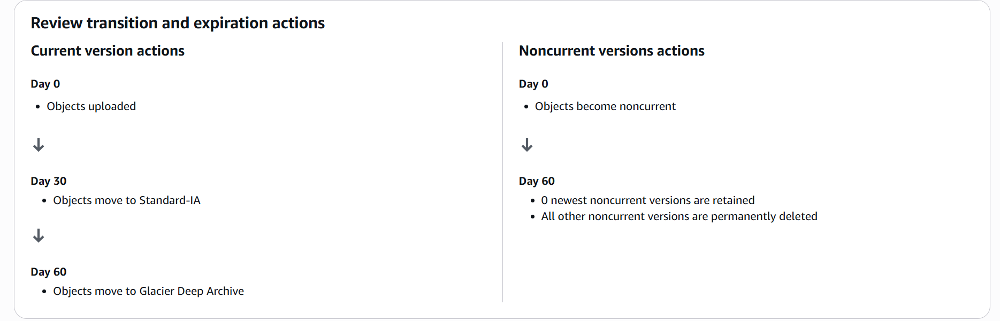 Review transition and expiration actions
Current version actions
Day 0
• Objects uploaded
↓
Day 30
• Objects move to Standard-IA
↓
Day 60
• Objects move to Glacier Deep Archive
Noncurrent versions actions
Day 0
• Objects become noncurrent
↓
Day 60
• 0 newest noncurrent versions are retained
• All other noncurrent versions are permanently deleted